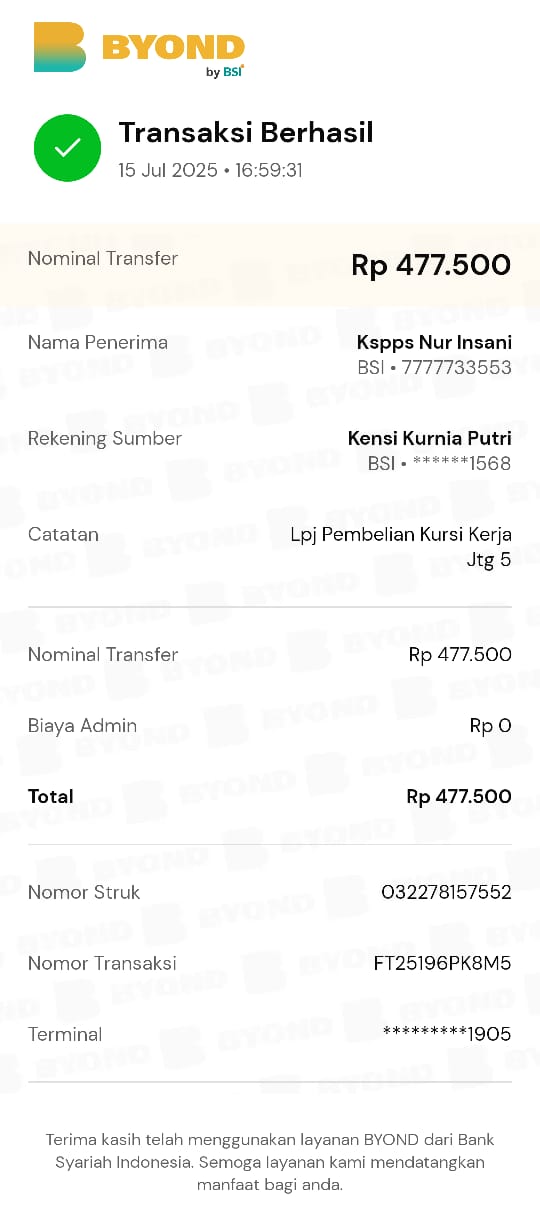 BYOND
by BSI
Transaksi Berhasil
15 Jul 2025 • 16:59:31
Nominal Transfer Rp 477.500
Nama Penerima Kspps Nur Insani
BSI • 7777733553
Rekening Sumber Kensi Kurnia Putri
BSI • ******1568
Catatan Lpj Pembelian Kursi Kerja
Jtg 5
Nominal Transfer Rp 477.500
Biaya Admin Rp 0
Total Rp 477.500
Nomor Struk 032278157552
Nomor Transaksi FT25196PK8M5
Terminal *********1905
Terima kasih telah menggunakan layanan BYOND dari Bank
Syariah Indonesia. Semoga layanan kami mendatangkan
manfaat bagi anda.